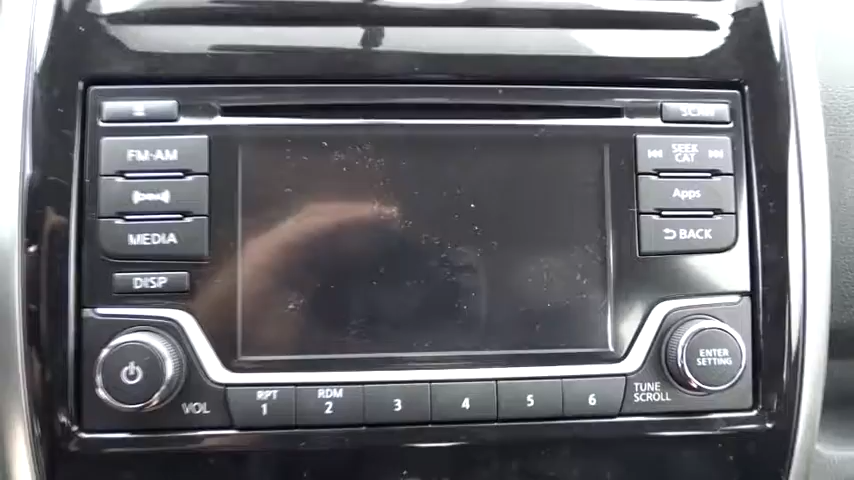 SCAN
FM·AM
SEEK
CAT
Apps
MEDIA
BACK
DISP
ENTER
SETTING
VOL
RPT
1
RDM
2
3
4
5
6
TUNE
SCROLL